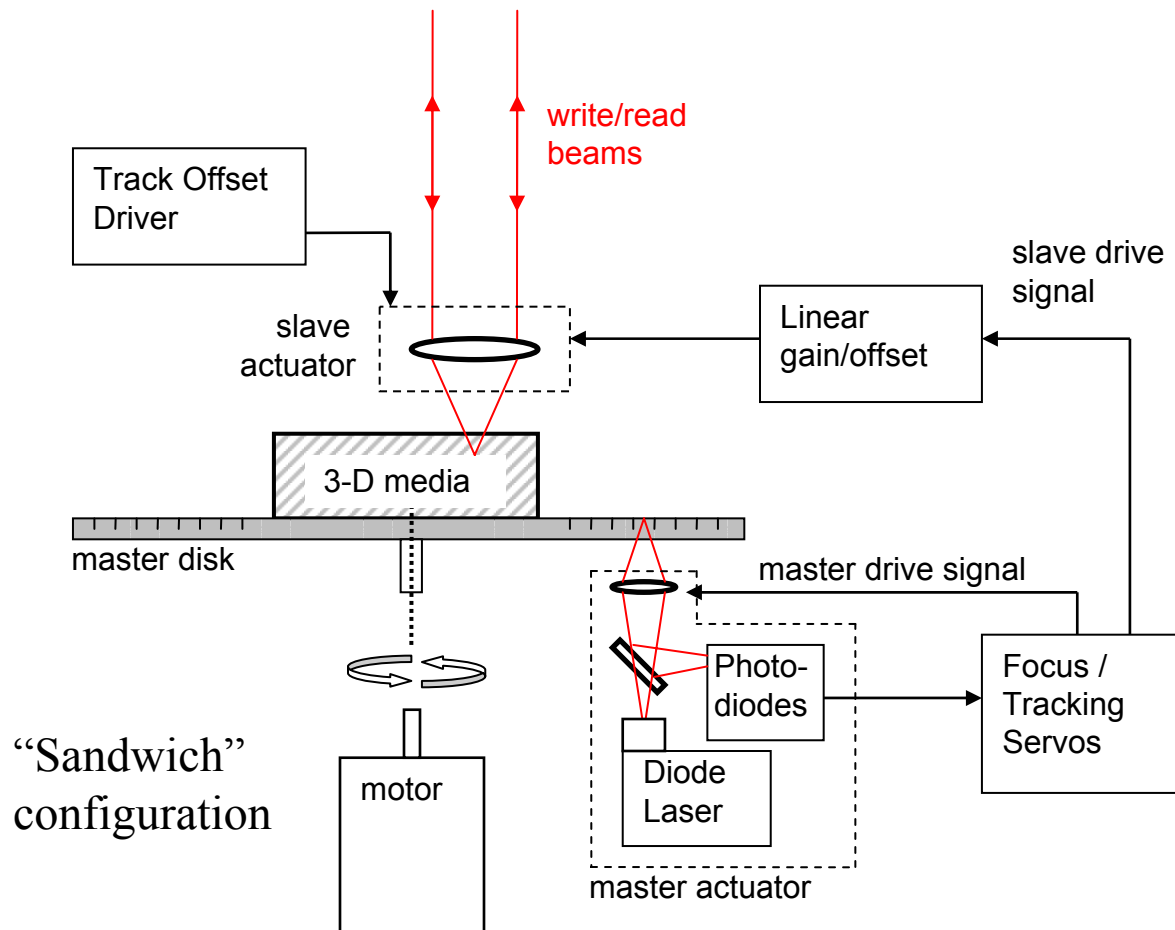 write/read
beams
Track Offset
Driver
slave drive
signal
slave
actuator
Linear
gain/offset
3-D media
master disk
master drive signal
Photo-
diodes
Focus /
Tracking
Servos
“Sandwich”
configuration
motor
Diode
Laser
master actuator